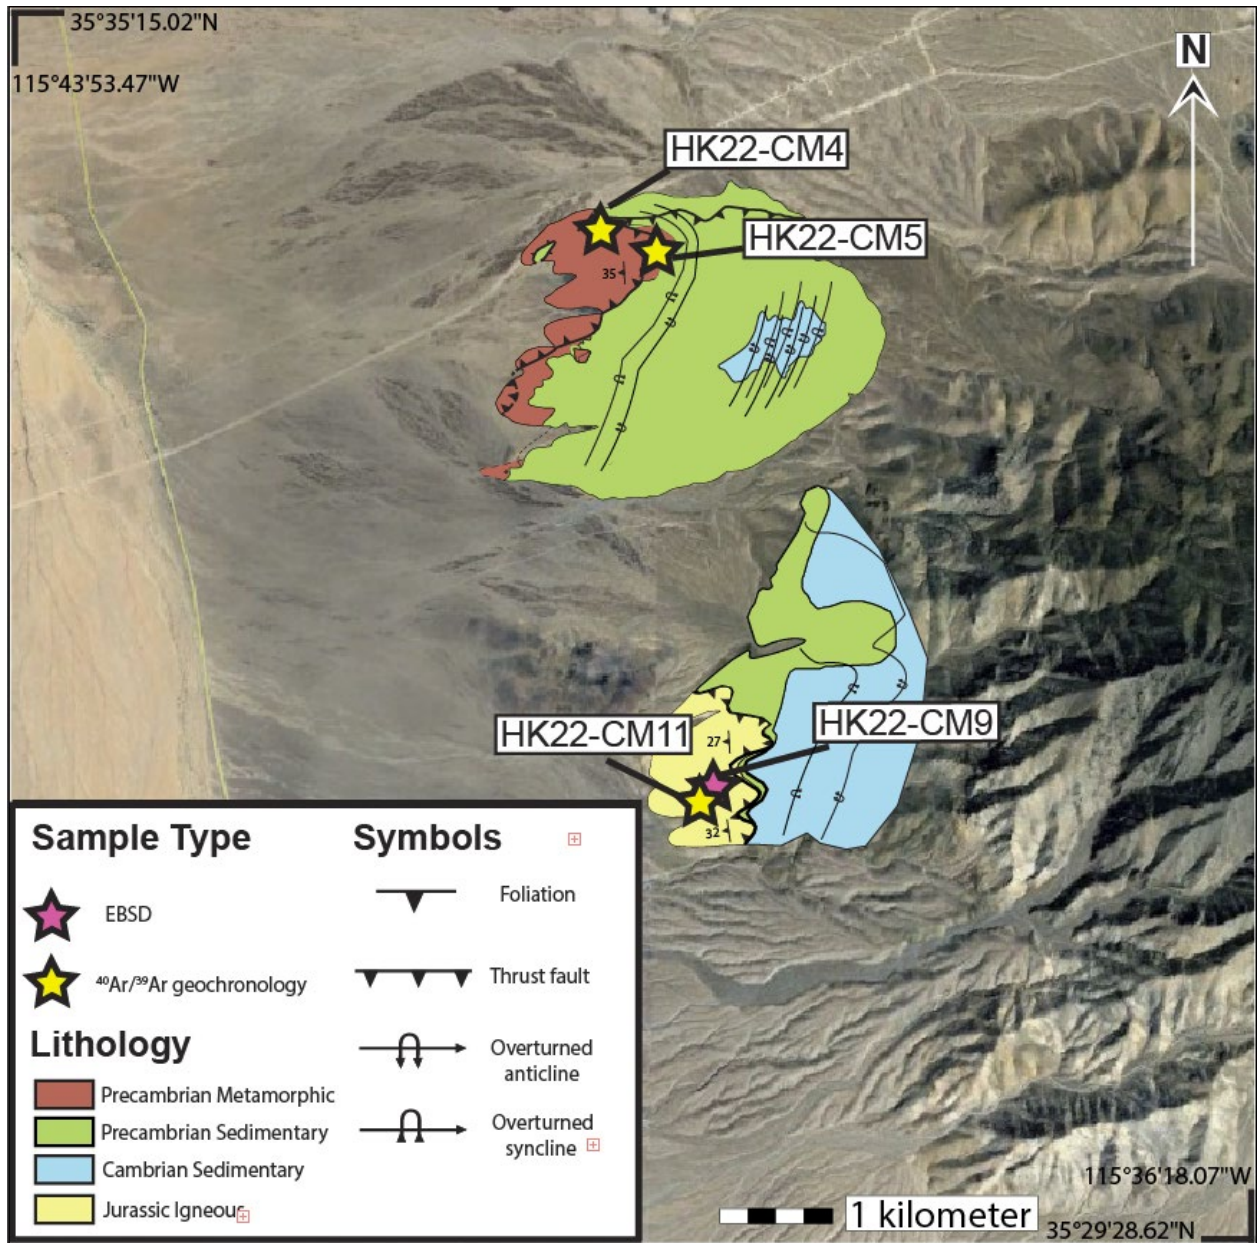 35°35'15.02"N
115°43'53.47"W
N
HK22-CM4
HK22-CM5
35
HK22-CM11
HK22-CM9
27
32
Sample Type
EBSD
⁴⁰Ar/³⁹Ar geochronology
Lithology
Precambrian Metamorphic
Precambrian Sedimentary
Cambrian Sedimentary
Jurassic Igneous
Symbols
Foliation
Thrust fault
Overturned
anticline
Overturned
syncline
115°36'18.07"W
1 kilometer
35°29'28.62"N